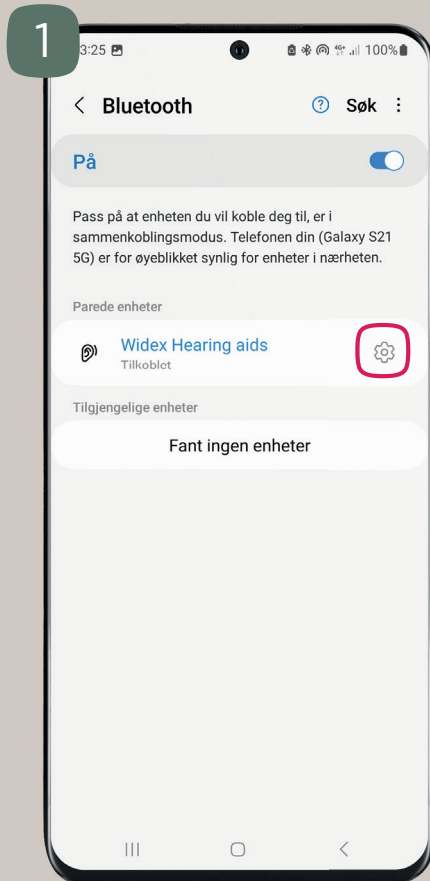 1
3:25
4G+ 100%
Bluetooth
? Søk
På
Pass på at enheten du vil koble deg til, er i
sammenkoblingsmodus. Telefonen din (Galaxy S21
5G) er for øyeblikket synlig for enheter i nærheten.
Parede enheter
Widex Hearing aids
Tilkoblet
Tilgjengelige enheter
Fant ingen enheter